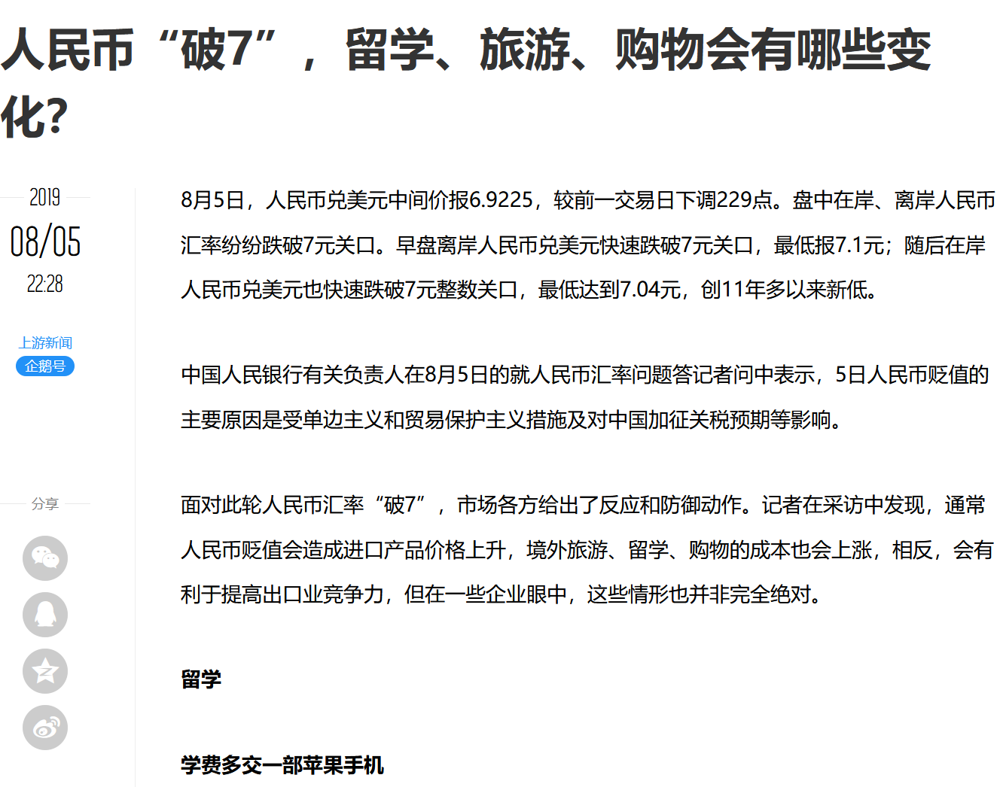 人民币“破7”，留学、旅游、购物会有哪些变
化？
2019
08/05
22:28
上游新闻
企鹅号
分享
8月5日，人民币兑美元中间价报6.9225，较前一交易日下调229点。盘中在岸、离岸人民币
汇率纷纷跌破7元关口。早盘离岸人民币兑美元快速跌破7元关口，最低报7.1元；随后在岸
人民币兑美元也快速跌破7元整数关口，最低达到7.04元，创11年多以来新低。
中国人民银行有关负责人在8月5日的就人民币汇率问题答记者问中表示，5日人民币贬值的
主要原因是受单边主义和贸易保护主义措施及对中国加征关税预期等影响。
面对此轮人民币汇率“破7”，市场各方给出了反应和防御动作。记者在采访中发现，通常
人民币贬值会造成进口产品价格上升，境外旅游、留学、购物的成本也会上涨，相反，会有
利于提高出口业竞争力，但在一些企业眼中，这些情形也并非完全绝对。
留学
学费多交一部苹果手机